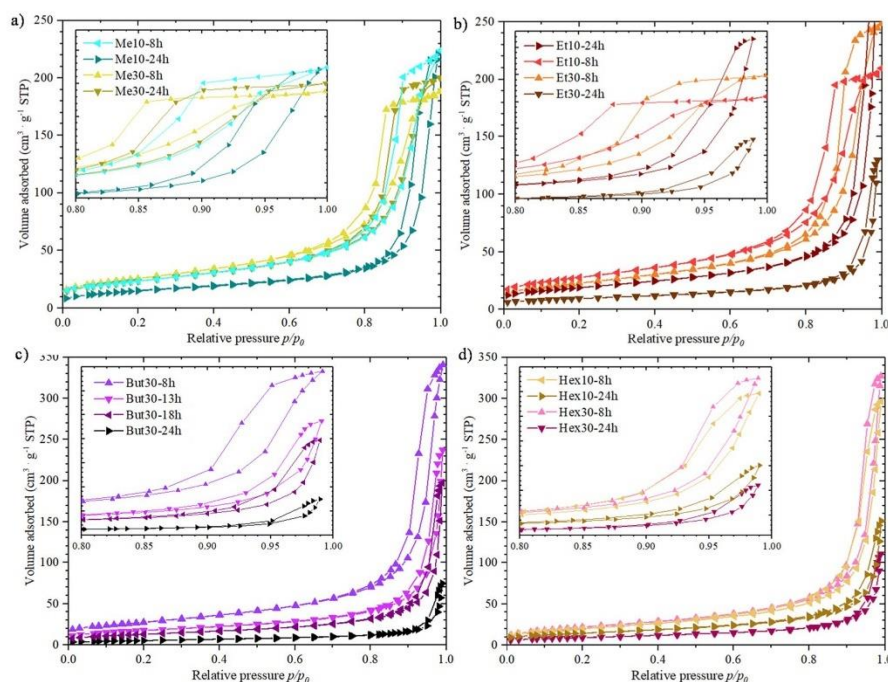 a)
250
200
150
100
50
0
Me10-8h
Me10-24h
Me30-8h
Me30-24h
0.80 0.85 0.90 0.95 1.00
0.0 0.2 0.4 0.6 0.8 1.0
Volume adsorbed (cm³ · g⁻¹ STP)
Relative pressure p/p₀
b)
250
200
150
100
50
0
Et10-24h
Et10-8h
Et30-8h
Et30-24h
0.80 0.85 0.90 0.95 1.00
0.0 0.2 0.4 0.6 0.8 1.0
Volume adsorbed (cm³ · g⁻¹ STP)
Relative pressure p/p₀
c)
350
300
250
200
150
100
50
0
But30-8h
But30-13h
But30-18h
But30-24h
0.80 0.85 0.90 0.95 1.00
0.0 0.2 0.4 0.6 0.8 1.0
Volume adsorbed (cm³ · g⁻¹ STP)
Relative pressure p/p₀
d)
350
300
250
200
150
100
50
0
Hex10-8h
Hex10-24h
Hex30-8h
Hex30-24h
0.80 0.85 0.90 0.95 1.00
0.0 0.2 0.4 0.6 0.8 1.0
Volume adsorbed (cm³ · g⁻¹ STP)
Relative pressure p/p₀